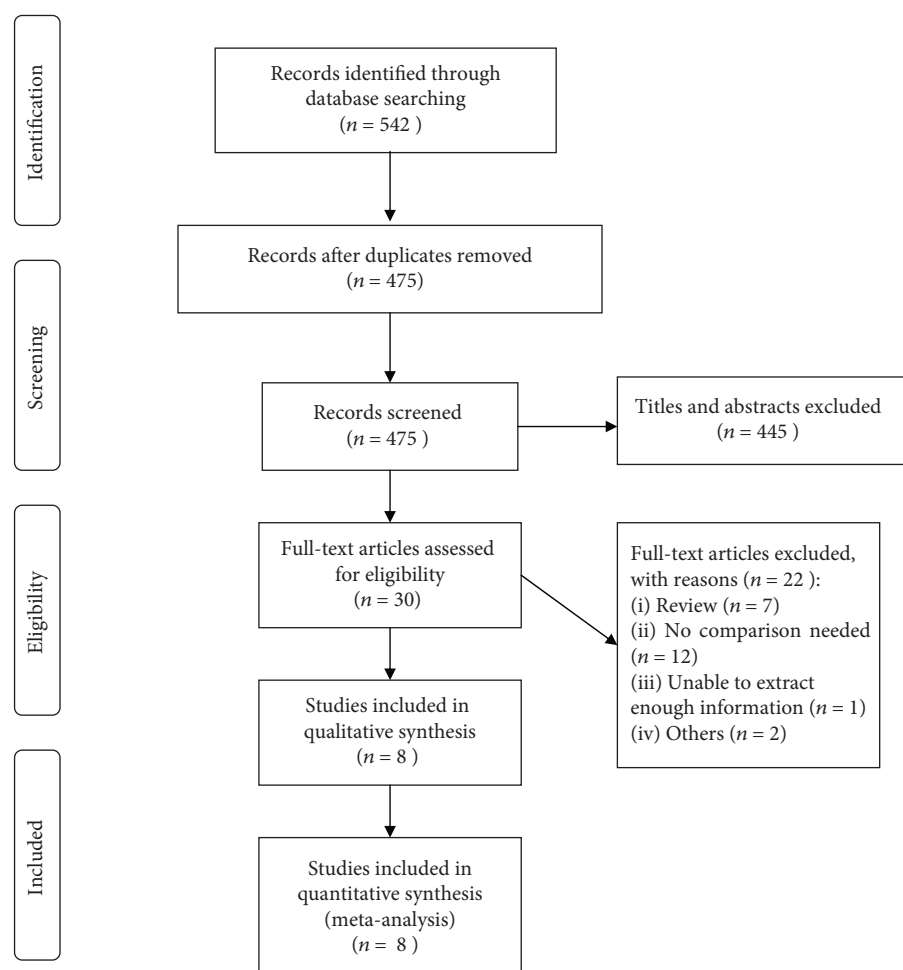 Identification
Records identified through
database searching
(n = 542 )
Records after duplicates removed
(n = 475)
Screening
Records screened
(n = 475 )
Titles and abstracts excluded
(n = 445 )
Eligibility
Full-text articles assessed
for eligibility
(n = 30)
Full-text articles excluded,
with reasons (n = 22 ):
(i) Review (n = 7)
(ii) No comparison needed
(n = 12)
(iii) Unable to extract
enough information (n = 1)
(iv) Others (n = 2)
Studies included in
qualitative synthesis
(n = 8 )
Included
Studies included in
quantitative synthesis
(meta-analysis)
(n =  8 )